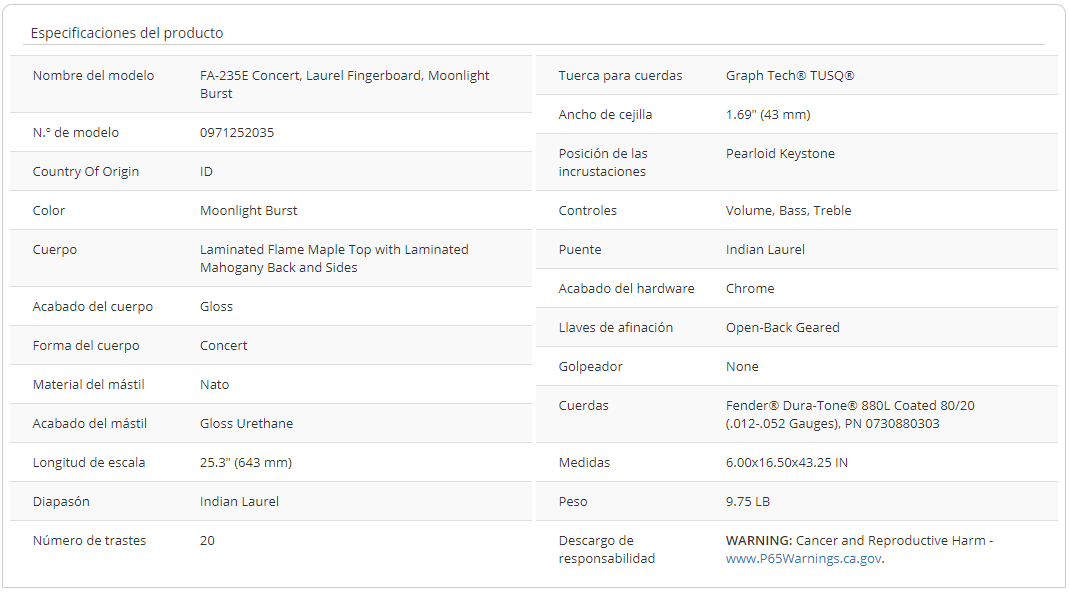 Especificaciones del producto
Nombre del modelo
FA-235E Concert, Laurel Fingerboard, Moonlight
Burst
N.º de modelo
0971252035
Country Of Origin
ID
Color
Moonlight Burst
Cuerpo
Laminated Flame Maple Top with Laminated
Mahogany Back and Sides
Acabado del cuerpo
Gloss
Forma del cuerpo
Concert
Material del mástil
Nato
Acabado del mástil
Gloss Urethane
Longitud de escala
25.3" (643 mm)
Diapasón
Indian Laurel
Número de trastes
20
Tuerca para cuerdas
Graph Tech® TUSQ®
Ancho de cejilla
1.69" (43 mm)
Posición de las
incrustaciones
Pearloid Keystone
Controles
Volume, Bass, Treble
Puente
Indian Laurel
Acabado del hardware
Chrome
Llaves de afinación
Open-Back Geared
Golpeador
None
Cuerdas
Fender® Dura-Tone® 880L Coated 80/20
(.012-.052 Gauges), PN 0730880303
Medidas
6.00x16.50x43.25 IN
Peso
9.75 LB
Descargo de
responsabilidad
WARNING: Cancer and Reproductive Harm -
www.P65Warnings.ca.gov.